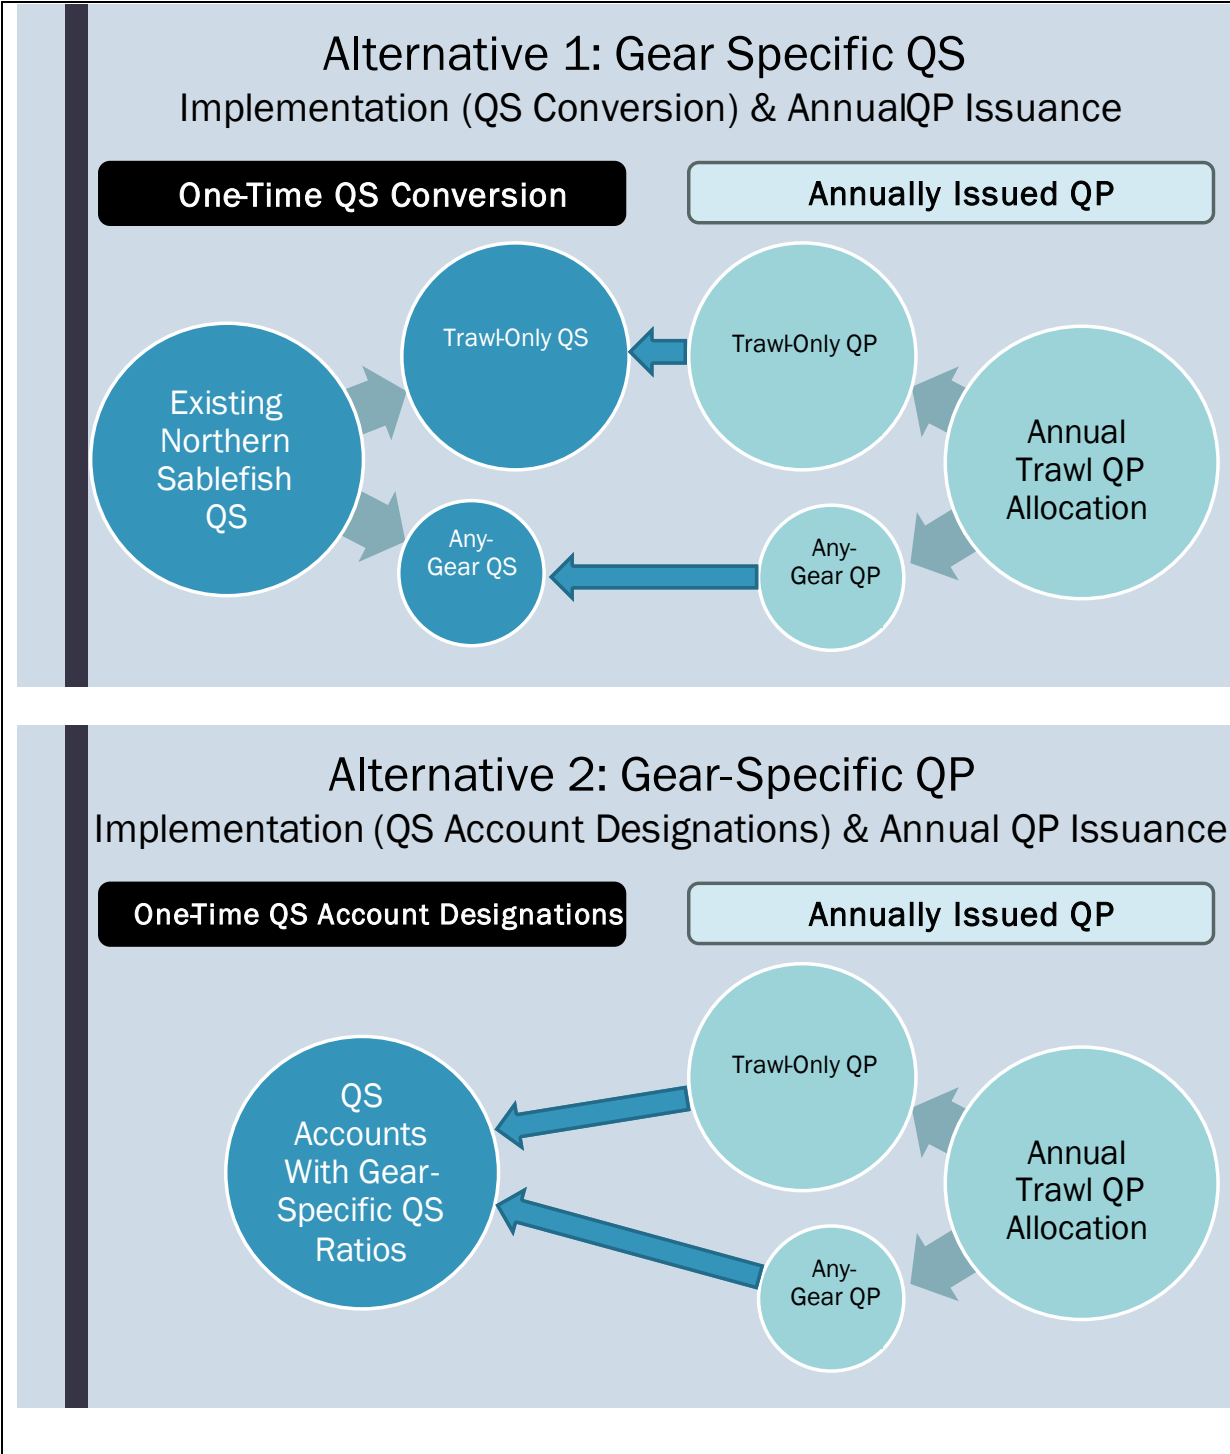 Alternative 1: Gear Specific QS
Implementation (QS Conversion) & AnnualQP Issuance
One-Time QS Conversion
Annually Issued QP
Existing
Northern
Sablefish
QS
Trawl-Only QS
Any-
Gear QS
Trawl-Only QP
Any-
Gear QP
Annual
Trawl QP
Allocation
Alternative 2: Gear-Specific QP
Implementation (QS Account Designations) & Annual QP Issuance
One-Time QS Account Designations
Annually Issued QP
QS
Accounts
With Gear-
Specific QS
Ratios
Trawl-Only QP
Any-
Gear QP
Annual
Trawl QP
Allocation